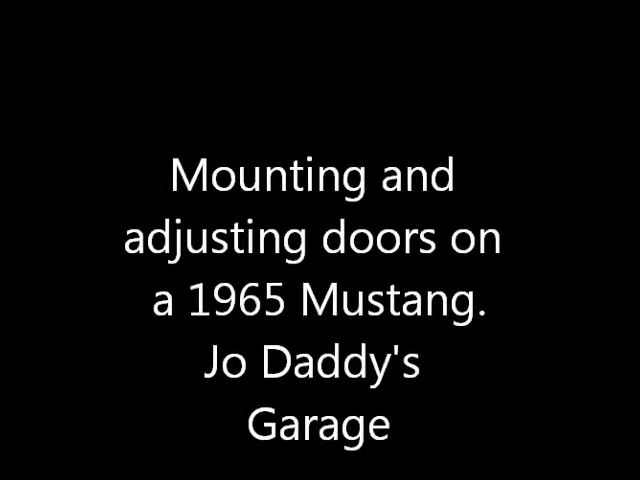 Mounting and
adjusting doors on
a 1965 Mustang.
Jo Daddy's
Garage